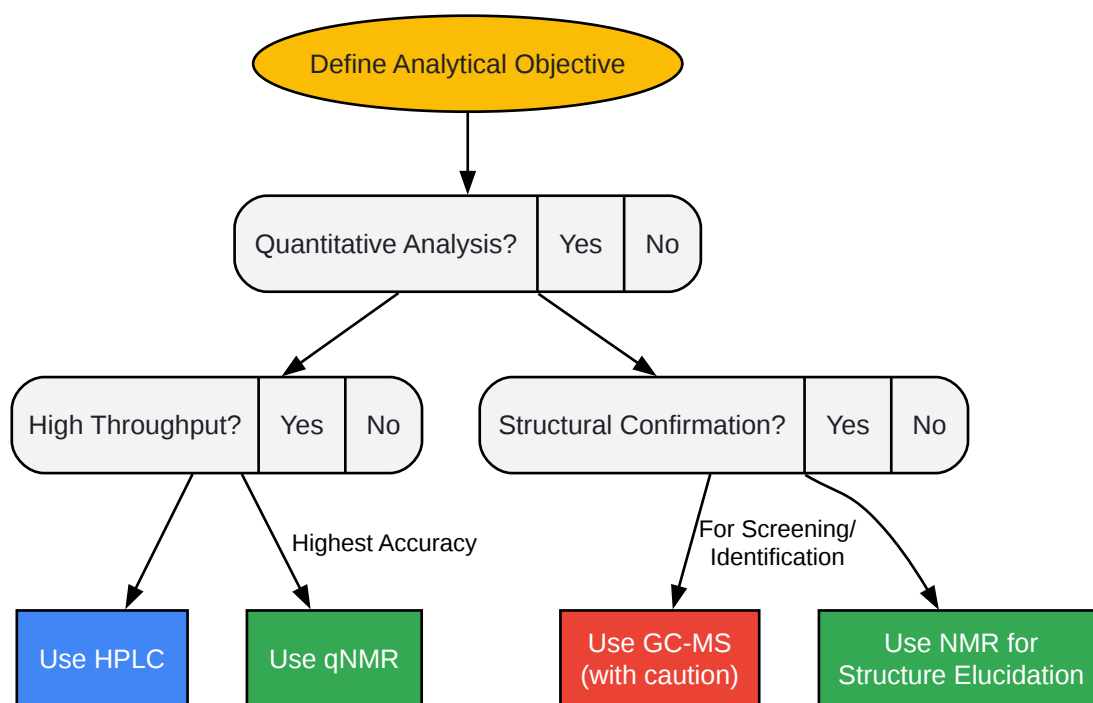 Define Analytical Objective
Quantitative Analysis? Yes No
High Throughput? Yes No
Structural Confirmation? Yes No
Highest Accuracy
For Screening/
Identification
Use HPLC
Use qNMR
Use GC-MS
(with caution)
Use NMR for
Structure Elucidation